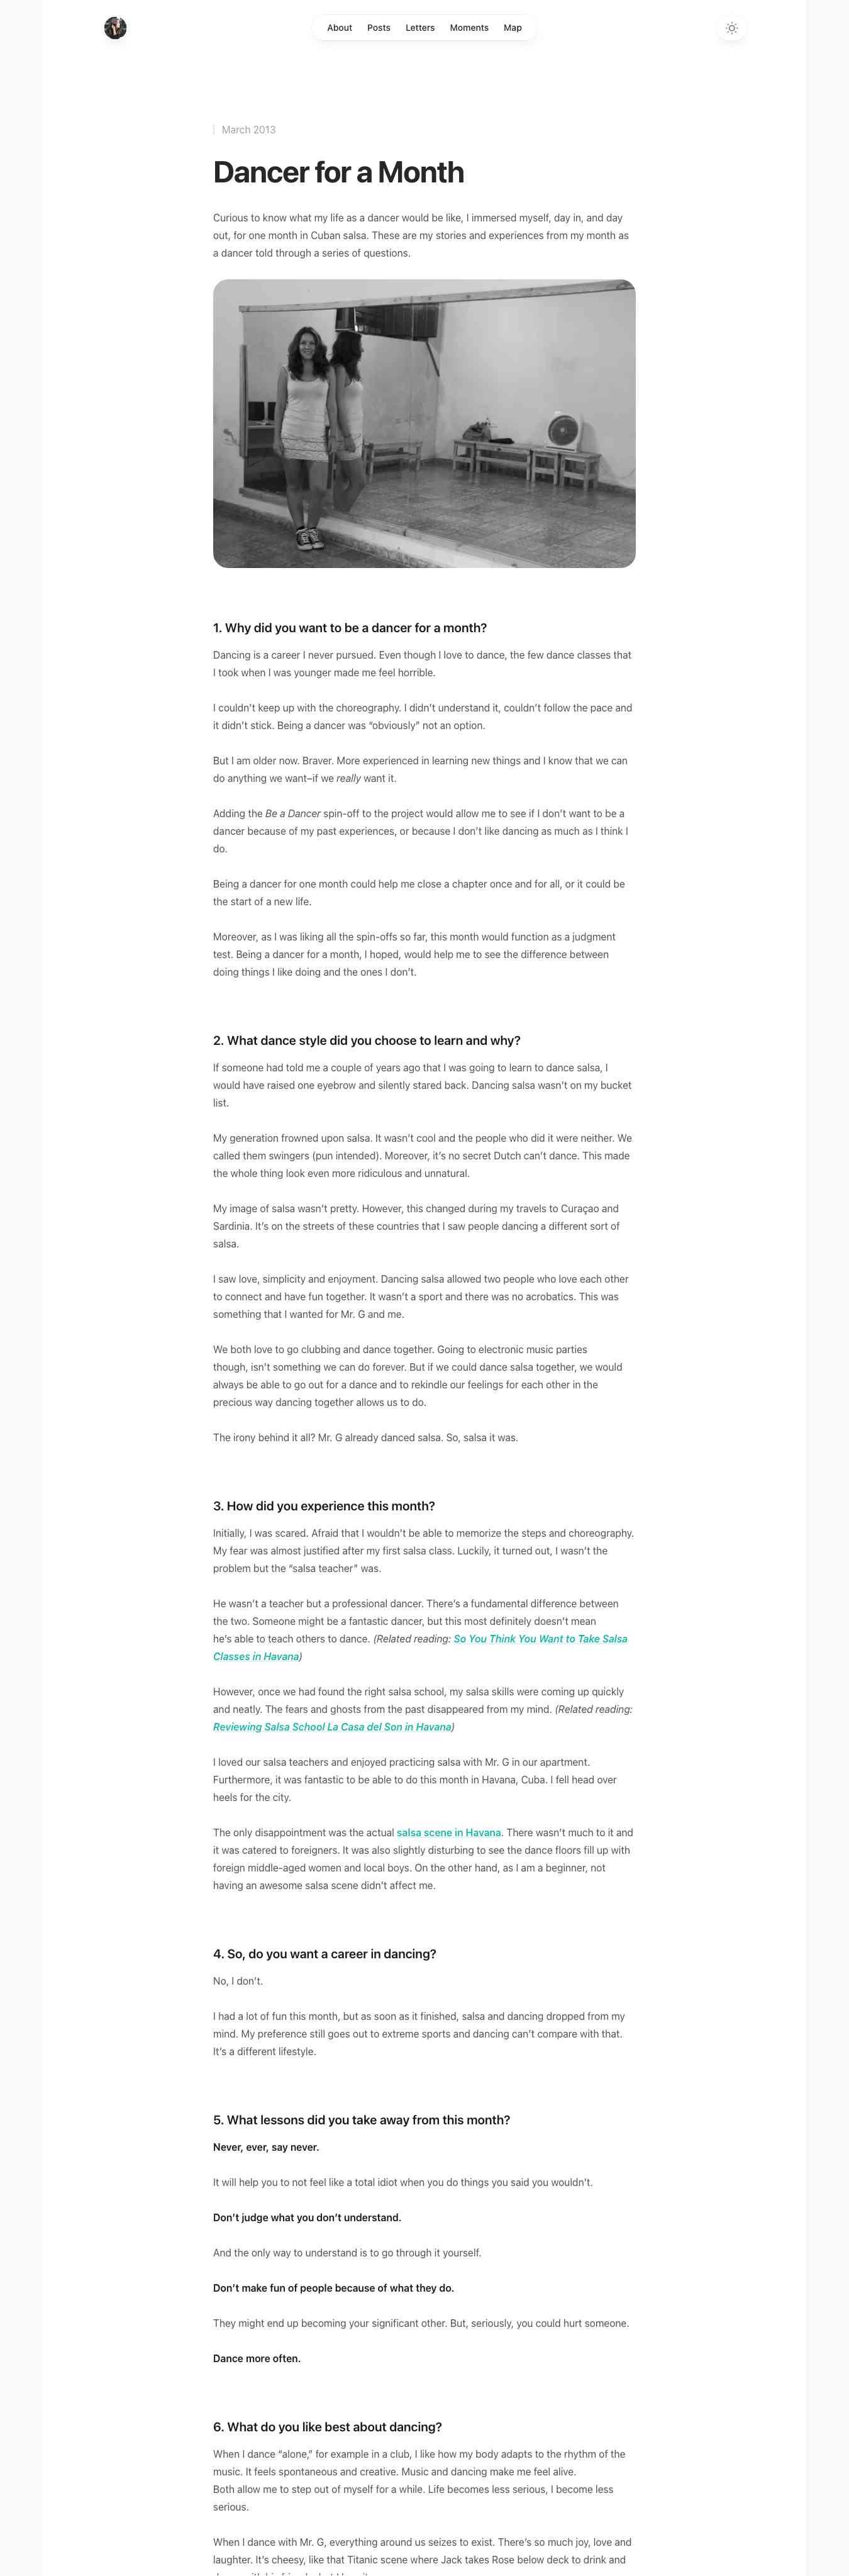 About Posts Letters Moments Map
March 2013
Dancer for a Month
Curious to know what my life as a dancer would be like, I immersed myself, day in, and day
out, for one month in Cuban salsa. These are my stories and experiences from my month as
a dancer told through a series of questions.
1. Why did you want to be a dancer for a month?
Dancing is a career I never pursued. Even though I love to dance, the few dance classes that
I took when I was younger made me feel horrible.
I couldn't keep up with the choreography. I didn't understand it, couldn't follow the pace and
it didn't stick. Being a dancer was “obviously” not an option.
But I am older now. Braver. More experienced in learning new things and I know that we can
do anything we want–if we really want it.
Adding the Be a Dancer spin-off to the project would allow me to see if I don't want to be a
dancer because of my past experiences, or because I don't like dancing as much as I think I
do.
Being a dancer for one month could help me close a chapter once and for all, or it could be
the start of a new life.
Moreover, as I was liking all the spin-offs so far, this month would function as a judgment
test. Being a dancer for a month, I hoped, would help me to see the difference between
doing things I like doing and the ones I don't.
2. What dance style did you choose to learn and why?
If someone had told me a couple of years ago that I was going to learn to dance salsa, I
would have raised one eyebrow and silently stared back. Dancing salsa wasn't on my bucket
list.
My generation frowned upon salsa. It wasn't cool and the people who did it were neither. We
called them swingers (pun intended). Moreover, it's no secret Dutch can't dance. This made
the whole thing look even more ridiculous and unnatural.
My image of salsa wasn't pretty. However, this changed during my travels to Curaçao and
Sardinia. It's on the streets of these countries that I saw people dancing a different sort of
salsa.
I saw love, simplicity and enjoyment. Dancing salsa allowed two people who love each other
to connect and have fun together. It wasn't a sport and there was no acrobatics. This was
something that I wanted for Mr. G and me.
We both love to go clubbing and dance together. Going to electronic music parties
though, isn't something we can do forever. But if we could dance salsa together, we would
always be able to go out for a dance and to rekindle our feelings for each other in the
precious way dancing together allows us to do.
The irony behind it all? Mr. G already danced salsa. So, salsa it was.
3. How did you experience this month?
Initially, I was scared. Afraid that I wouldn't be able to memorize the steps and choreography.
My fear was almost justified after my first salsa class. Luckily, it turned out, I wasn't the
problem but the “salsa teacher” was.
He wasn't a teacher but a professional dancer. There's a fundamental difference between
the two. Someone might be a fantastic dancer, but this most definitely doesn't mean
he's able to teach others to dance. (Related reading: So You Think You Want to Take Salsa
Classes in Havana)
However, once we had found the right salsa school, my salsa skills were coming up quickly
and neatly. The fears and ghosts from the past disappeared from my mind. (Related reading:
Reviewing Salsa School La Casa del Son in Havana)
I loved our salsa teachers and enjoyed practicing salsa with Mr. G in our apartment.
Furthermore, it was fantastic to be able to do this month in Havana, Cuba. I fell head over
heels for the city.
The only disappointment was the actual salsa scene in Havana. There wasn't much to it and
it was catered to foreigners. It was also slightly disturbing to see the dance floors fill up with
foreign middle-aged women and local boys. On the other hand, as I am a beginner, not
having an awesome salsa scene didn't affect me.
4. So, do you want a career in dancing?
No, I don't.
I had a lot of fun this month, but as soon as it finished, salsa and dancing dropped from my
mind. My preference still goes out to extreme sports and dancing can't compare with that.
It's a different lifestyle.
5. What lessons did you take away from this month?
Never, ever, say never.
It will help you to not feel like a total idiot when you do things you said you wouldn't.
Don't judge what you don't understand.
And the only way to understand is to go through it yourself.
Don't make fun of people because of what they do.
They might end up becoming your significant other. But, seriously, you could hurt someone.
Dance more often.
6. What do you like best about dancing?
When I dance “alone,” for example in a club, I like how my body adapts to the rhythm of the
music. It feels spontaneous and creative. Music and dancing make me feel alive.
Both allow me to step out of myself for a while. Life becomes less serious, I become less
serious.
When I dance with Mr. G, everything around us seizes to exist. There's so much joy, love and
laughter. It's cheesy, like that Titanic scene where Jack takes Rose below deck to drink and